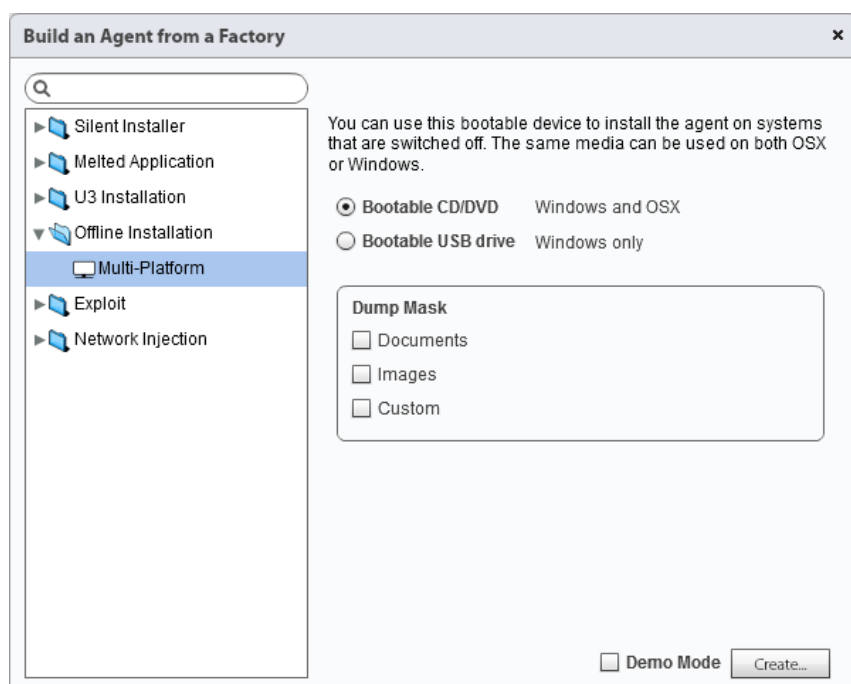 Build an Agent from a Factory
Silent Installer
Melted Application
U3 Installation
Offline Installation
Multi-Platform
Exploit
Network Injection
You can use this bootable device to install the agent on systems
that are switched off. The same media can be used on both OSX
or Windows.
Bootable CD/DVD Windows and OSX
Bootable USB drive Windows only
Dump Mask
Documents
Images
Custom
Demo Mode Create...